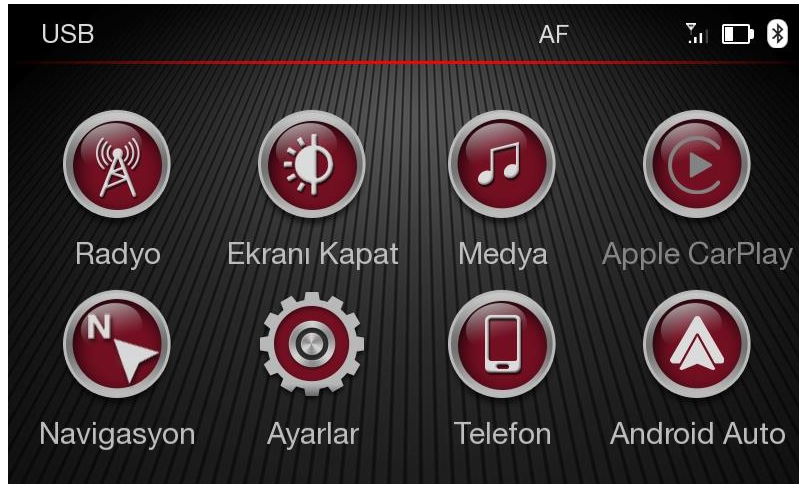 USB AF
Radyo Ekranı Kapat Medya Apple CarPlay
N
Navigasyon Ayarlar Telefon Android Auto